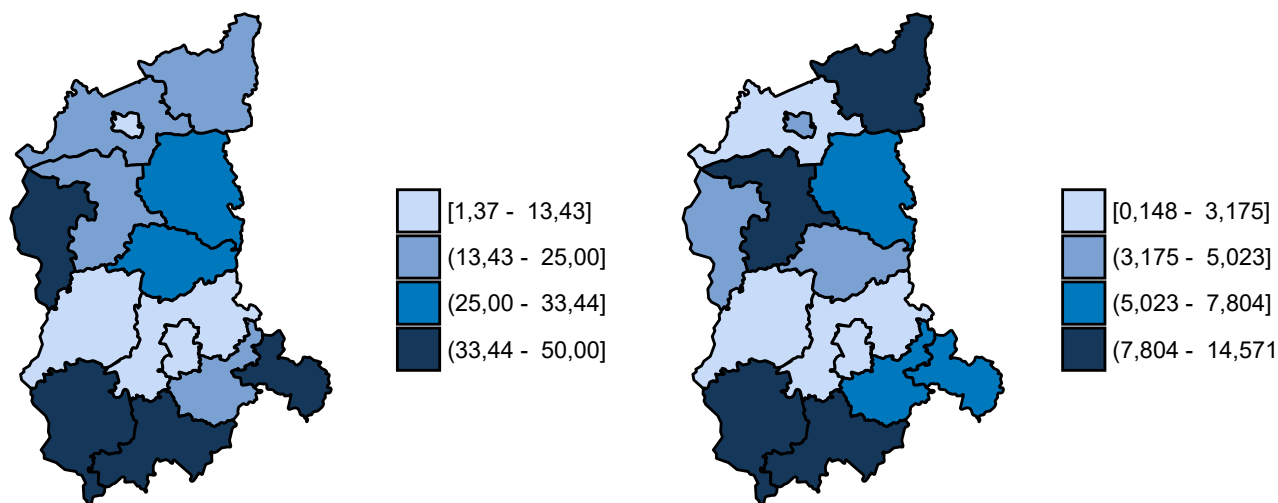 [1,37 - 13,43]
(13,43 - 25,00]
(25,00 - 33,44]
(33,44 - 50,00]
[0,148 - 3,175]
(3,175 - 5,023]
(5,023 - 7,804]
(7,804 - 14,571